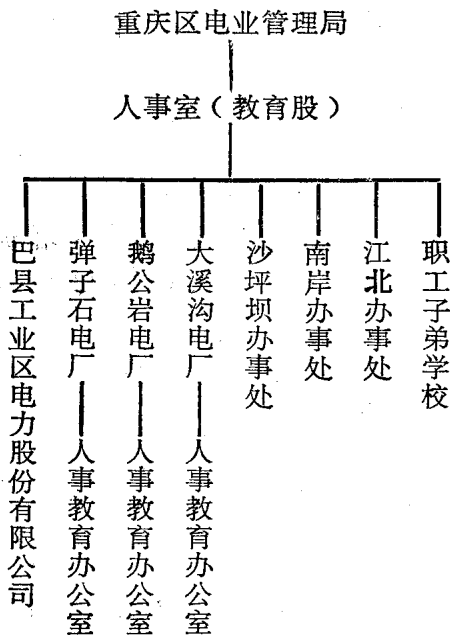 重庆区电业管理局
人事室（教育股）
巴县工业区电力股份有限公司
弹子石电厂
人事教育办公室
鹅公岩电厂
人事教育办公室
大溪沟电厂
人事教育办公室
沙坪坝办事处
南岸办事处
江北办事处
职工子弟学校